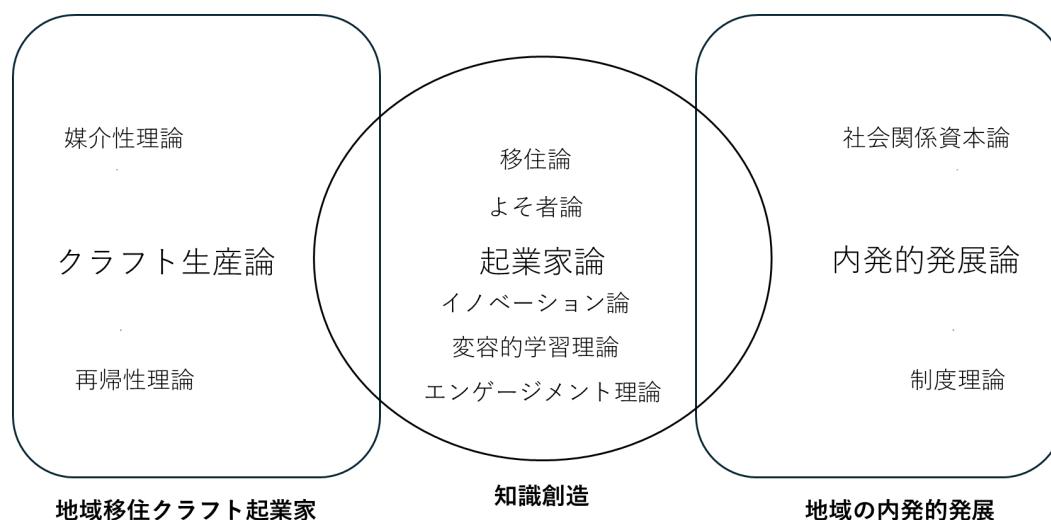 媒介性理論
クラフト生産論
再帰性理論
地域移住クラフト起業家
移住論
よそ者論
起業家論
イノベーション論
変容的学習理論
エンゲージメント理論
知識創造
社会関係資本論
内発的発展論
制度理論
地域の内発的発展